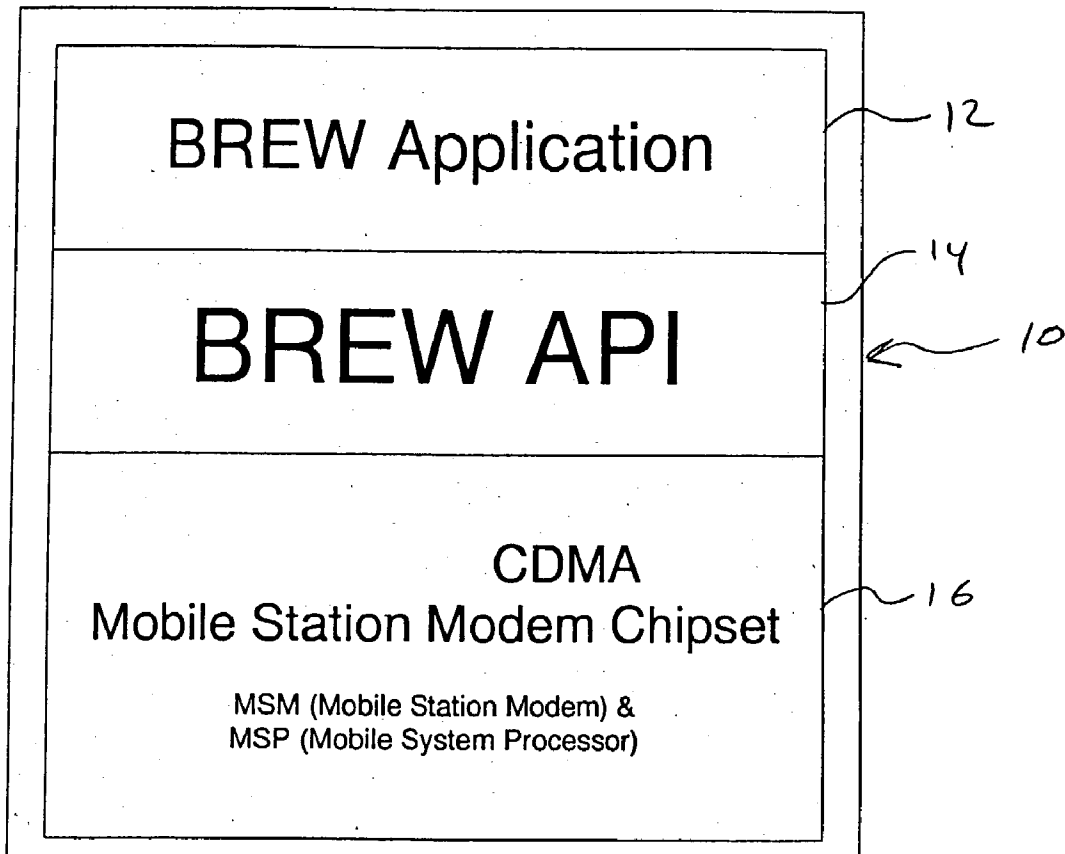 BREW Application
12
BREW API
14
10
CDMA
Mobile Station Modem Chipset
16
MSM (Mobile Station Modem) &
MSP (Mobile System Processor)